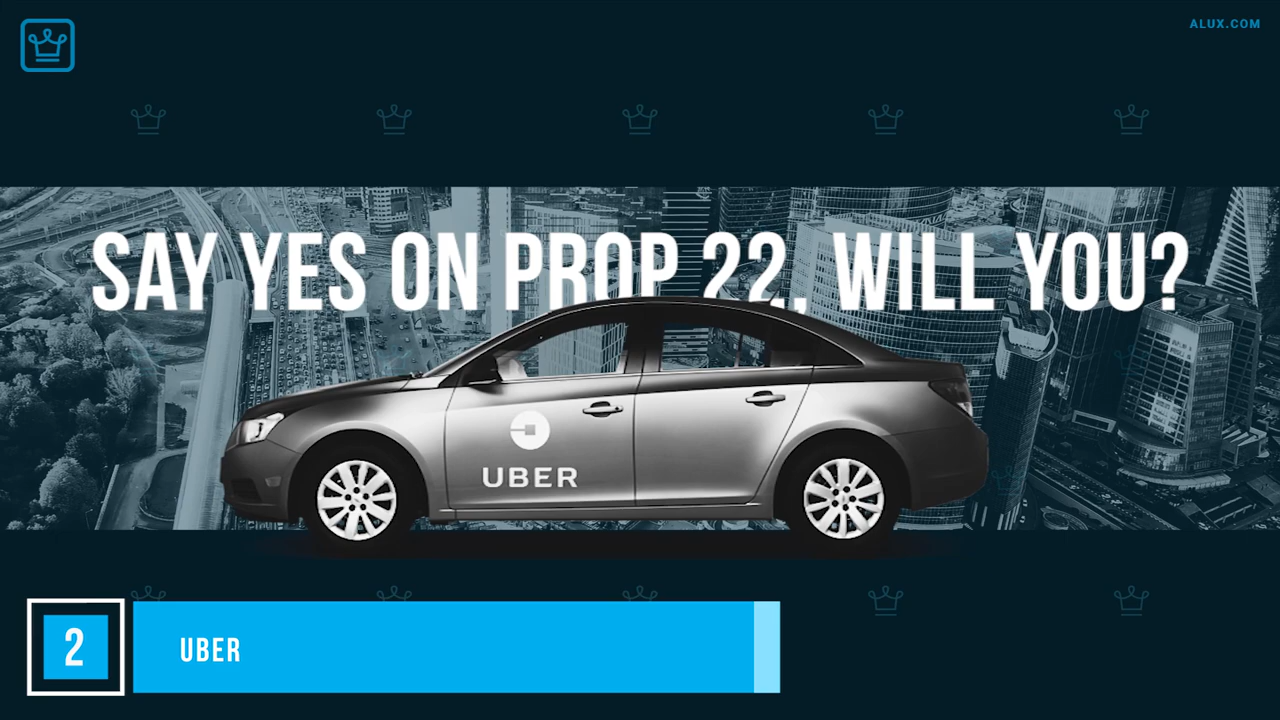 ALUX.COM
SAY YES ON PROP 22, WILL YOU?
UBER
2
UBER